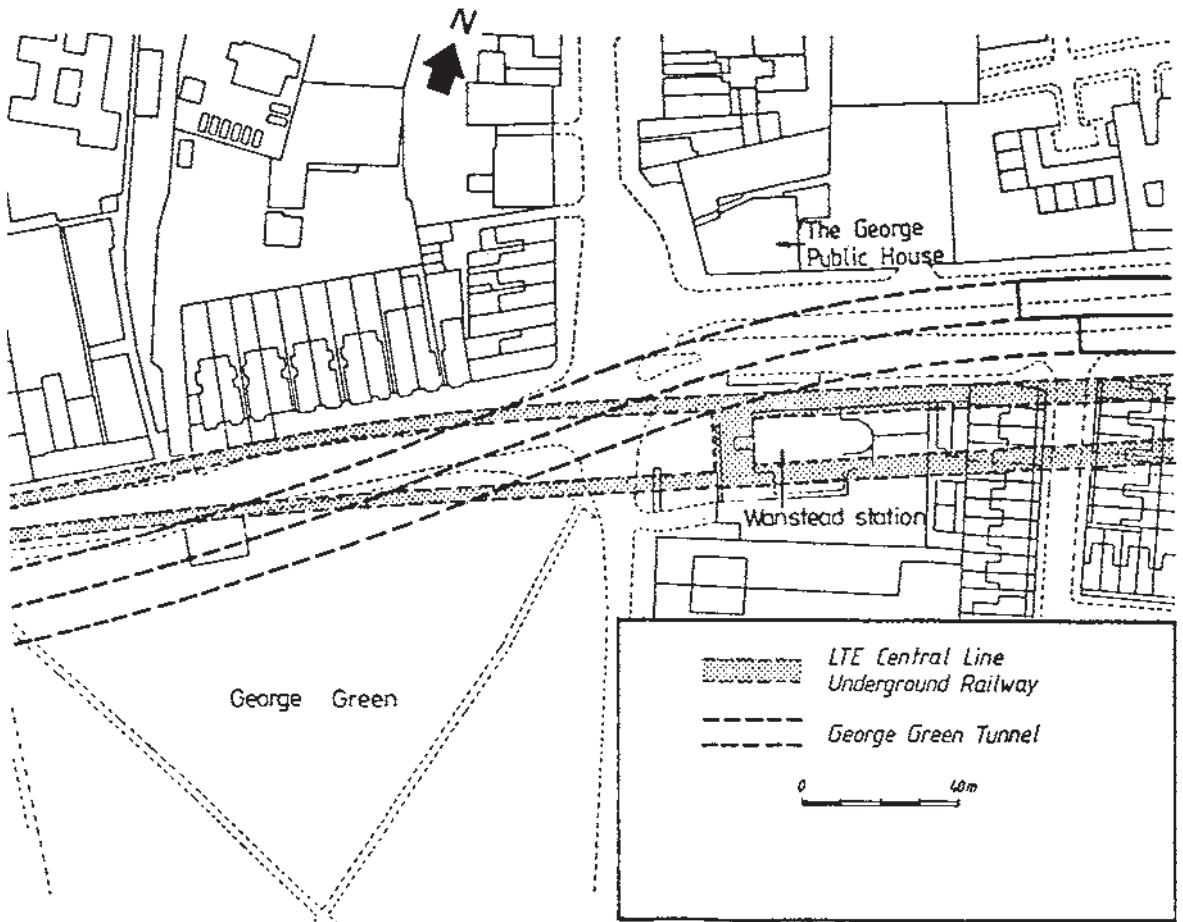 N
The George
Public House
Wanstead station
George Green
LTE Central Line
Underground Railway
George Green Tunnel
0 40m